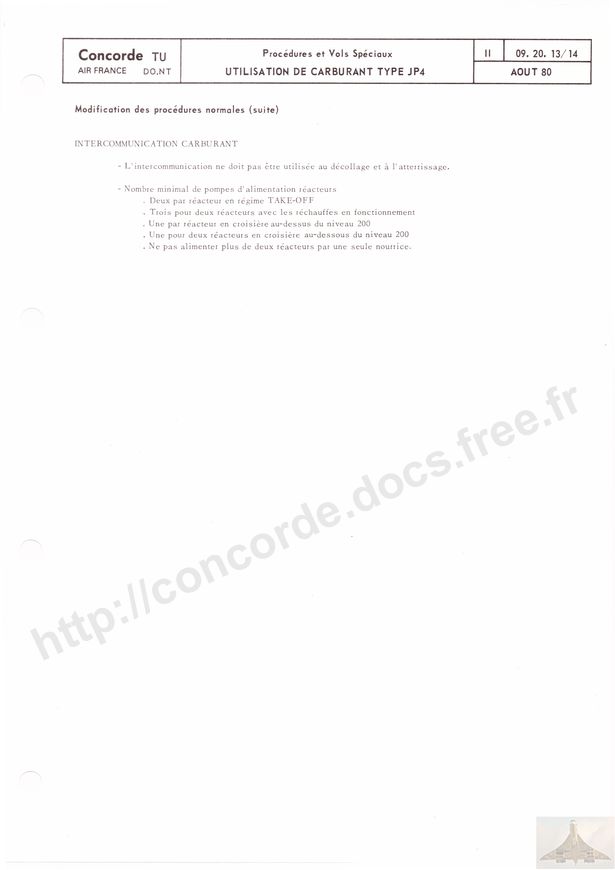 Concorde TU
AIR FRANCE DO.NT
Procédures et Vols Spéciaux
UTILISATION DE CARBURANT TYPE JP4
II
09. 20. 13/14
AOUT 80
Modification des procédures normales (suite)
INTERCOMMUNICATION CARBURANT
- L'intercommunication ne doit pas être utilisée au décollage et à l'atterrissage.
- Nombre minimal de pompes d'alimentation réacteurs
. Deux par réacteur en régime TAKE-OFF
. Trois pour deux réacteurs avec les réchauffes en fonctionnement
. Une par réacteur en croisière au-dessus du niveau 200
. Une pour deux réacteurs en croisière au-dessous du niveau 200
. Ne pas alimenter plus de deux réacteurs par une seule nourrice.
http://concorde.docs.free.fr